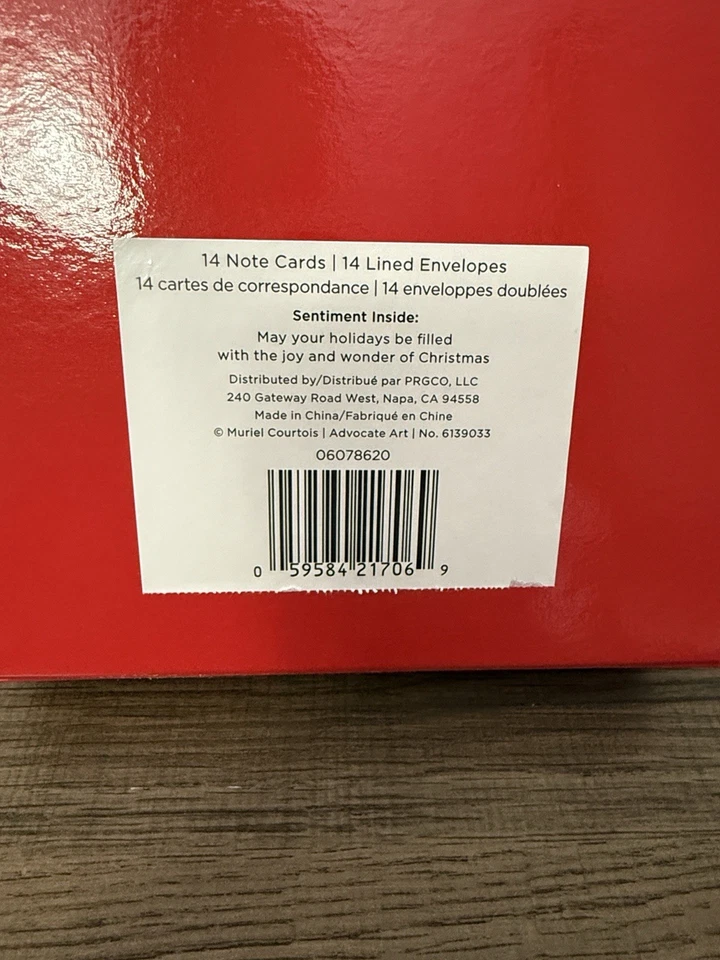 14 Note Cards | 14 Lined Envelopes
14 cartes de correspondance | 14 enveloppes doublées
Sentiment Inside:
May your holidays be filled
with the joy and wonder of Christmas
Distributed by/Distribué par PRGCO, LLC
240 Gateway Road West, Napa, CA 94558
Made in China/Fabriqué en Chine
© Muriel Courtois | Advocate Art | No. 6139033
06078620
0 59584 21706 9